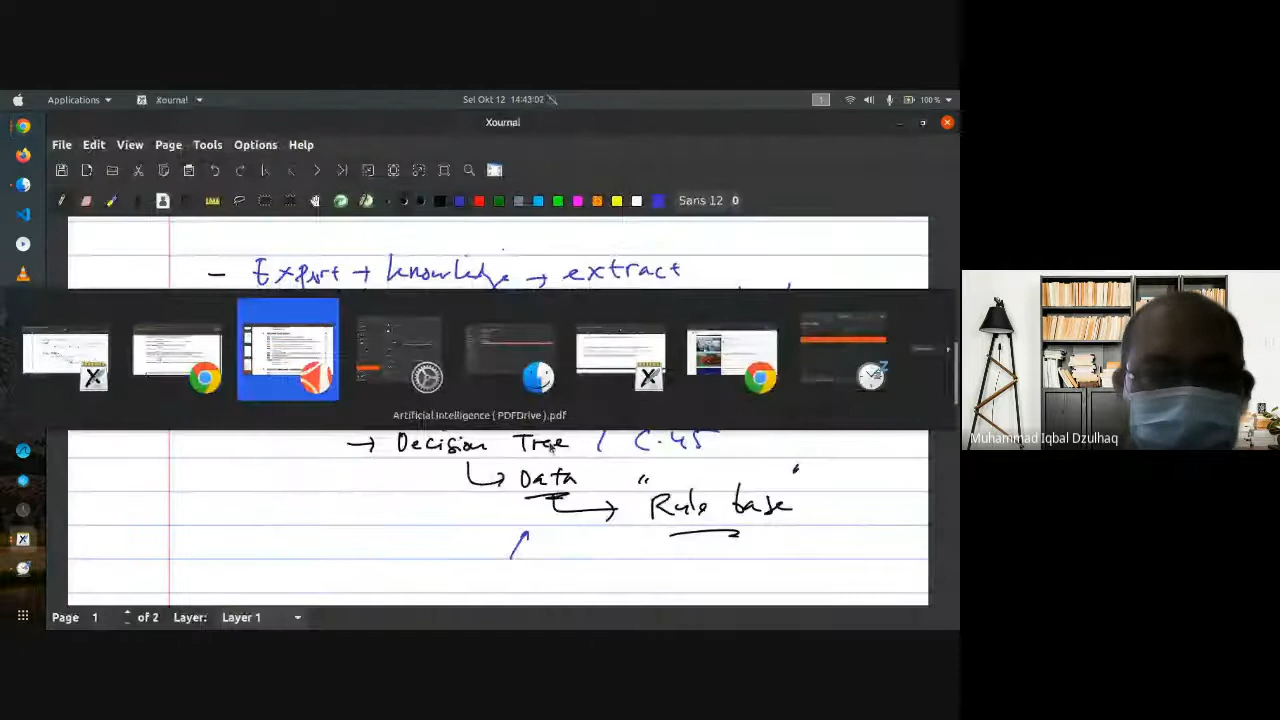 Applications Xournal Sel Okt 12 14:43:02 1 100 %
Xournal
File Edit View Page Tools Options Help
Sans 12 0
- Expert → knowledge → extract
Artificial Intelligence ( PDFDrive ).pdf
→ Decision Tree / C.45
Data " Rule base "
Page 1 of 2 Layer: Layer 1
Muhammad Iqbal Dzulhaq